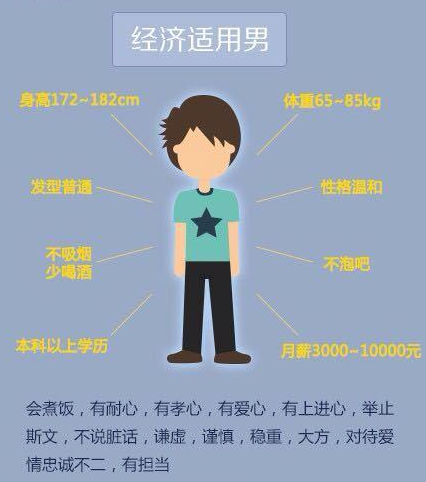 经济适用男
身高172~182cm
体重65~85kg
发型普通
性格温和
不吸烟
少喝酒
不泡吧
本科以上学历
月薪3000~10000元
会煮饭，有耐心，有孝心，有爱心，有上进心，举止
斯文，不说脏话，谦虚，谨慎，稳重，大方，对待爱
情忠诚不二，有担当